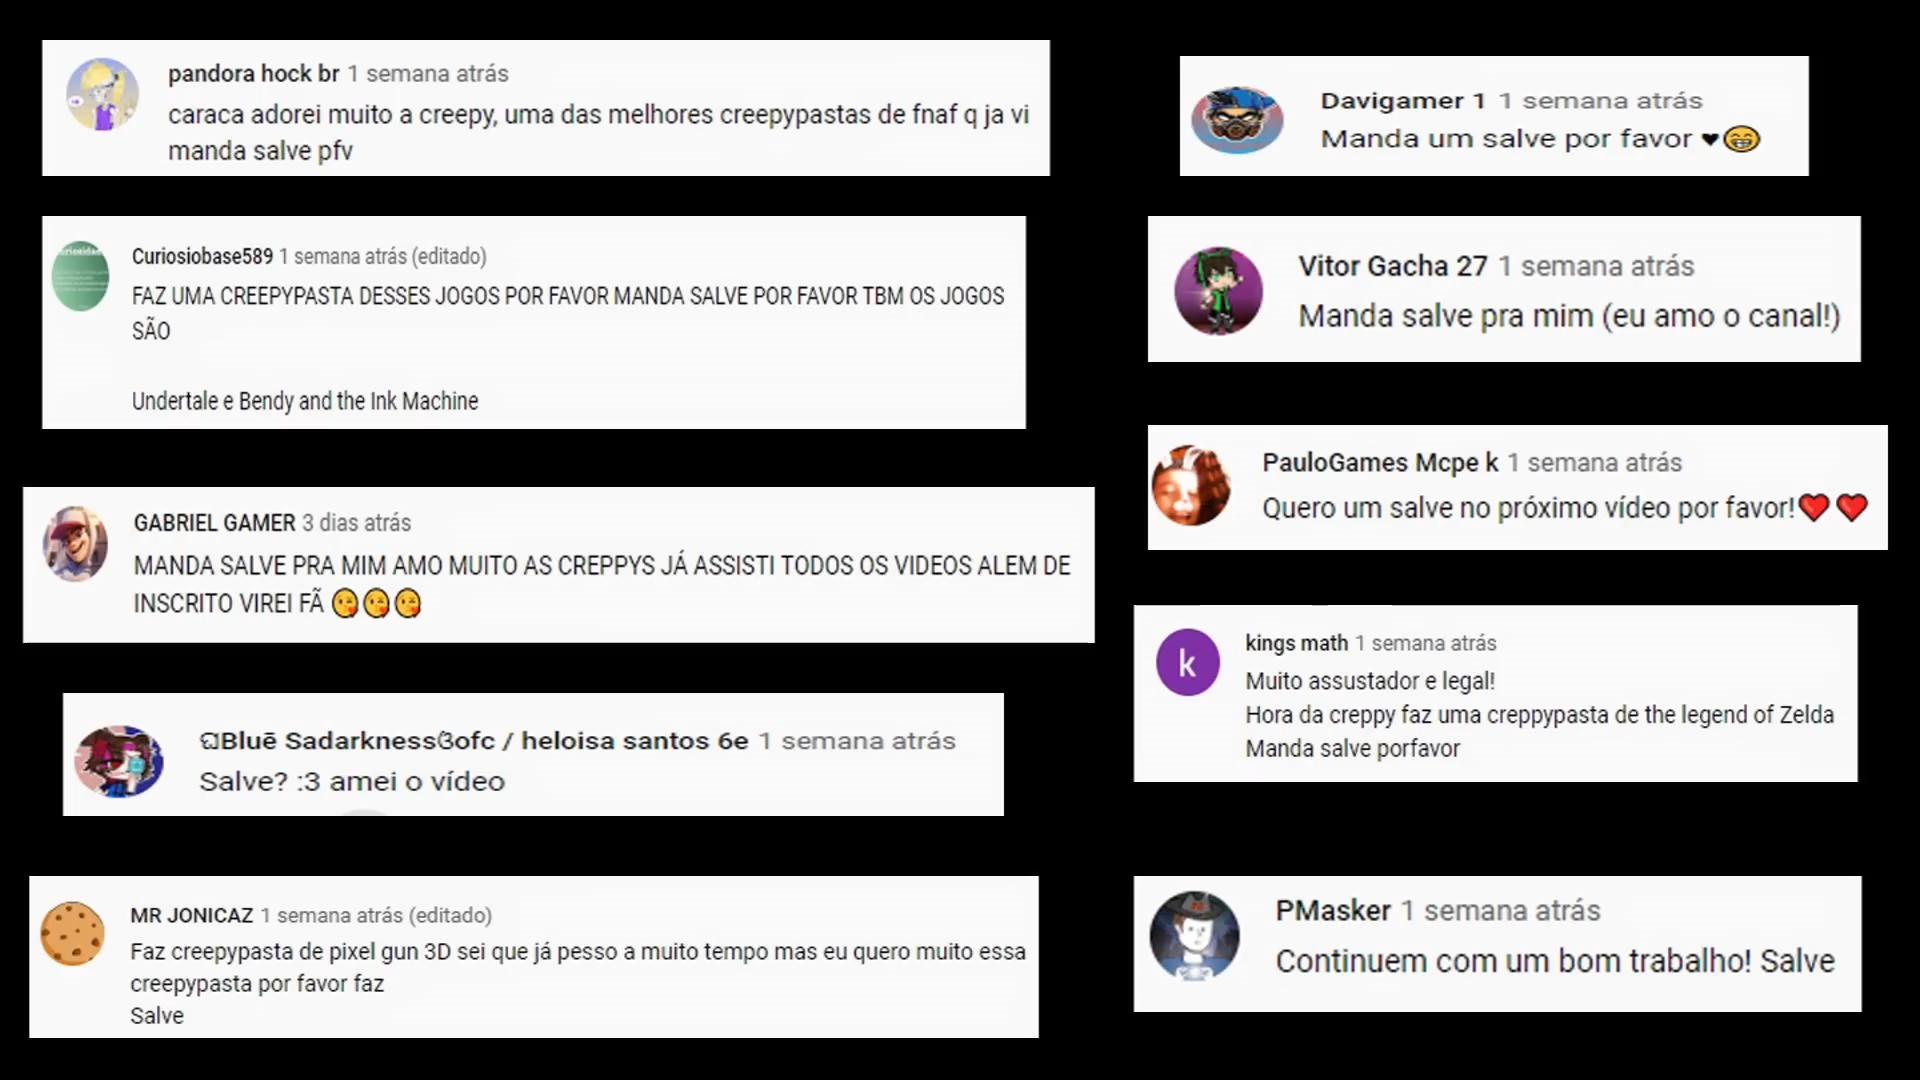 pandora hock br 1 semana atrás
caraca adorei muito a creepy, uma das melhores creepypastas de fnaf q ja vi
manda salve pfv
Curiosiobase589 1 semana atrás (editado)
FAZ UMA CREEPYPASTA DESSES JOGOS POR FAVOR MANDA SALVE POR FAVOR TBM OS JOGOS
SÃO
Undertale e Bendy and the Ink Machine
GABRIEL GAMER 3 dias atrás
MANDA SALVE PRA MIM AMO MUITO AS CREPPYS JÁ ASSISTI TODOS OS VIDEOS ALEM DE
INSCRITO VIREI FÃ 😘😘😘
Bluē Sadarkness ofc / heloisa santos 6e 1 semana atrás
Salve? :3 amei o vídeo
MR JONICAZ 1 semana atrás (editado)
Faz creepypasta de pixel gun 3D sei que já pesso a muito tempo mas eu quero muito essa
creepypasta por favor faz
Salve
Davigamer 1 1 semana atrás
Manda um salve por favor ❤😁
Vitor Gacha 27 1 semana atrás
Manda salve pra mim (eu amo o canal!)
PauloGames Mcpe k 1 semana atrás
Quero um salve no próximo vídeo por favor!❤❤
k
kings math 1 semana atrás
Muito assustador e legal!
Hora da creppy faz uma creppypasta de the legend of Zelda
Manda salve porfavor
PMasker 1 semana atrás
Continuem com um bom trabalho! Salve